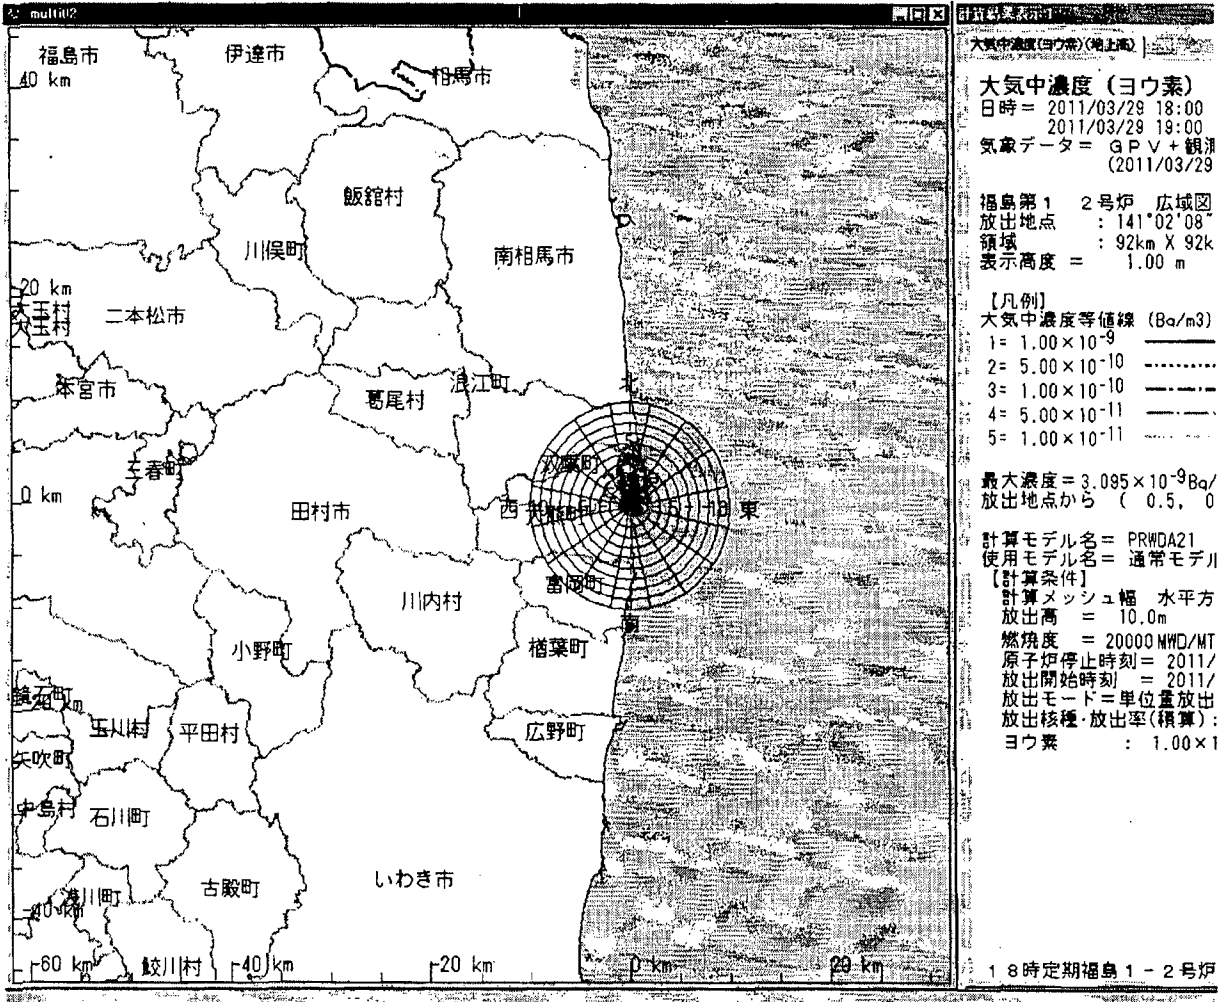 multi02
福島市
伊達市
相馬市
40 km
飯舘村
川俣町
南相馬市
20 km
大玉村
大玉村
二本松市
本宮市
浪江町
北
葛尾村
三春町
双葉町
0 km
田村市
西
東
富岡町
川内村
南
小野町
楢葉町
鏡石町
玉川村
平田村
広野町
矢吹町
中島村
石川町
浅川町
古殿町
いわき市
-40 km
鮫川村
-60 km
-40 km
-20 km
0 km
20 km
計算結果表示1
大気中濃度(ヨウ素)(地上高)
大気中濃度（ヨウ素）
日時＝ 2011/03/29 18:00
2011/03/29 19:00
気象データ＝ ＧＰＶ＋観測
(2011/03/29
福島第１ ２号炉 広域図
放出地点 : 141°02'08"
領域 : 92km X 92k
表示高度 ＝ 1.00 m
【凡例】
大気中濃度等値線 (Bq/m3)
1= 1.00×10-9
2= 5.00×10-10
3= 1.00×10-10
4= 5.00×10-11
5= 1.00×10-11
最大濃度＝3.095×10-9Bq/
放出地点から ( 0.5, 0
計算モデル名＝ PRWDA21
使用モデル名＝ 通常モデル
【計算条件】
計算メッシュ幅 水平方
放出高 ＝ 10.0m
燃焼度 ＝ 20000MWD/MT
原子炉停止時刻＝ 2011/
放出開始時刻 ＝ 2011/
放出モード＝単位量放出
放出核種・放出率(積算) :
ヨウ素 : 1.00×1
１８時定期福島１－２号炉